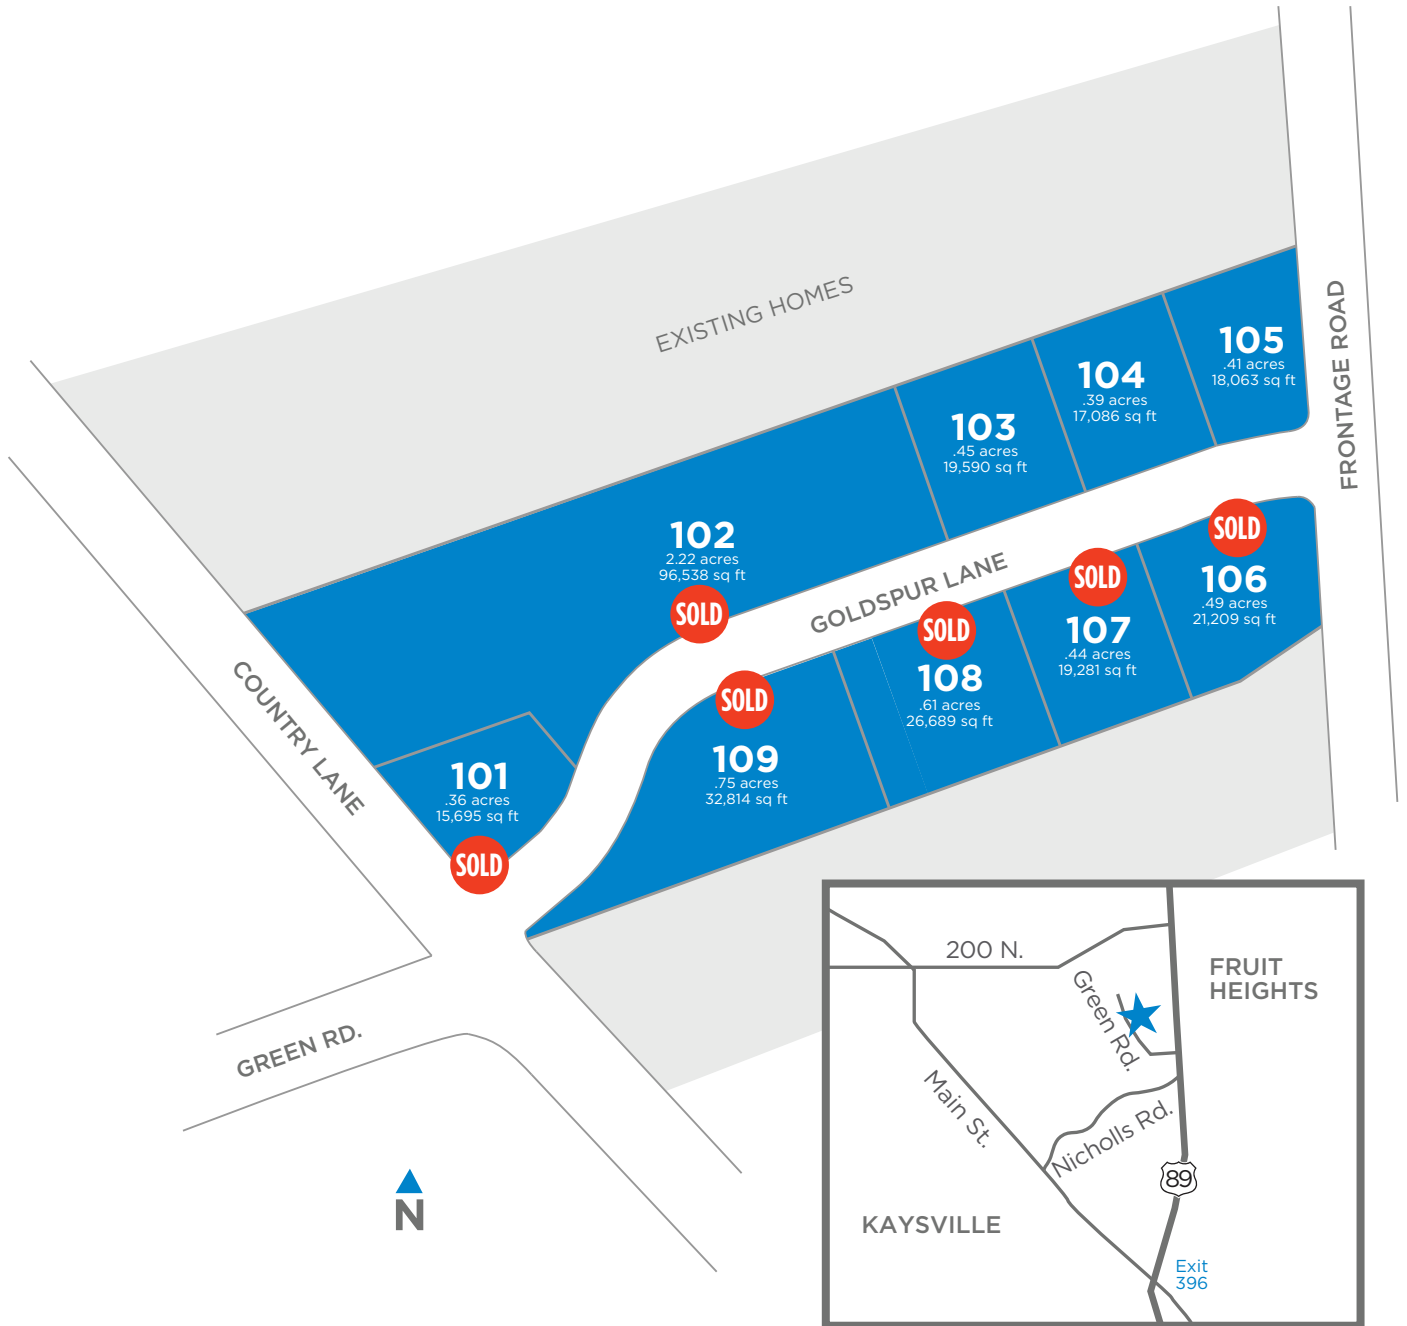 EXISTING HOMES
105
.41 acres
18,063 sq ft
104
.39 acres
17,086 sq ft
103
.45 acres
19,590 sq ft
102
2.22 acres
96,538 sq ft
SOLD
FRONTAGE ROAD
GOLDSPUR LANE
SOLD
106
.49 acres
21,209 sq ft
SOLD
107
.44 acres
19,281 sq ft
SOLD
108
.61 acres
26,689 sq ft
SOLD
109
.75 acres
32,814 sq ft
COUNTRY LANE
101
.36 acres
15,695 sq ft
SOLD
GREEN RD.
N
200 N.
FRUIT
HEIGHTS
Green Rd.
Main St.
Nicholls Rd.
89
KAYSVILLE
Exit
396